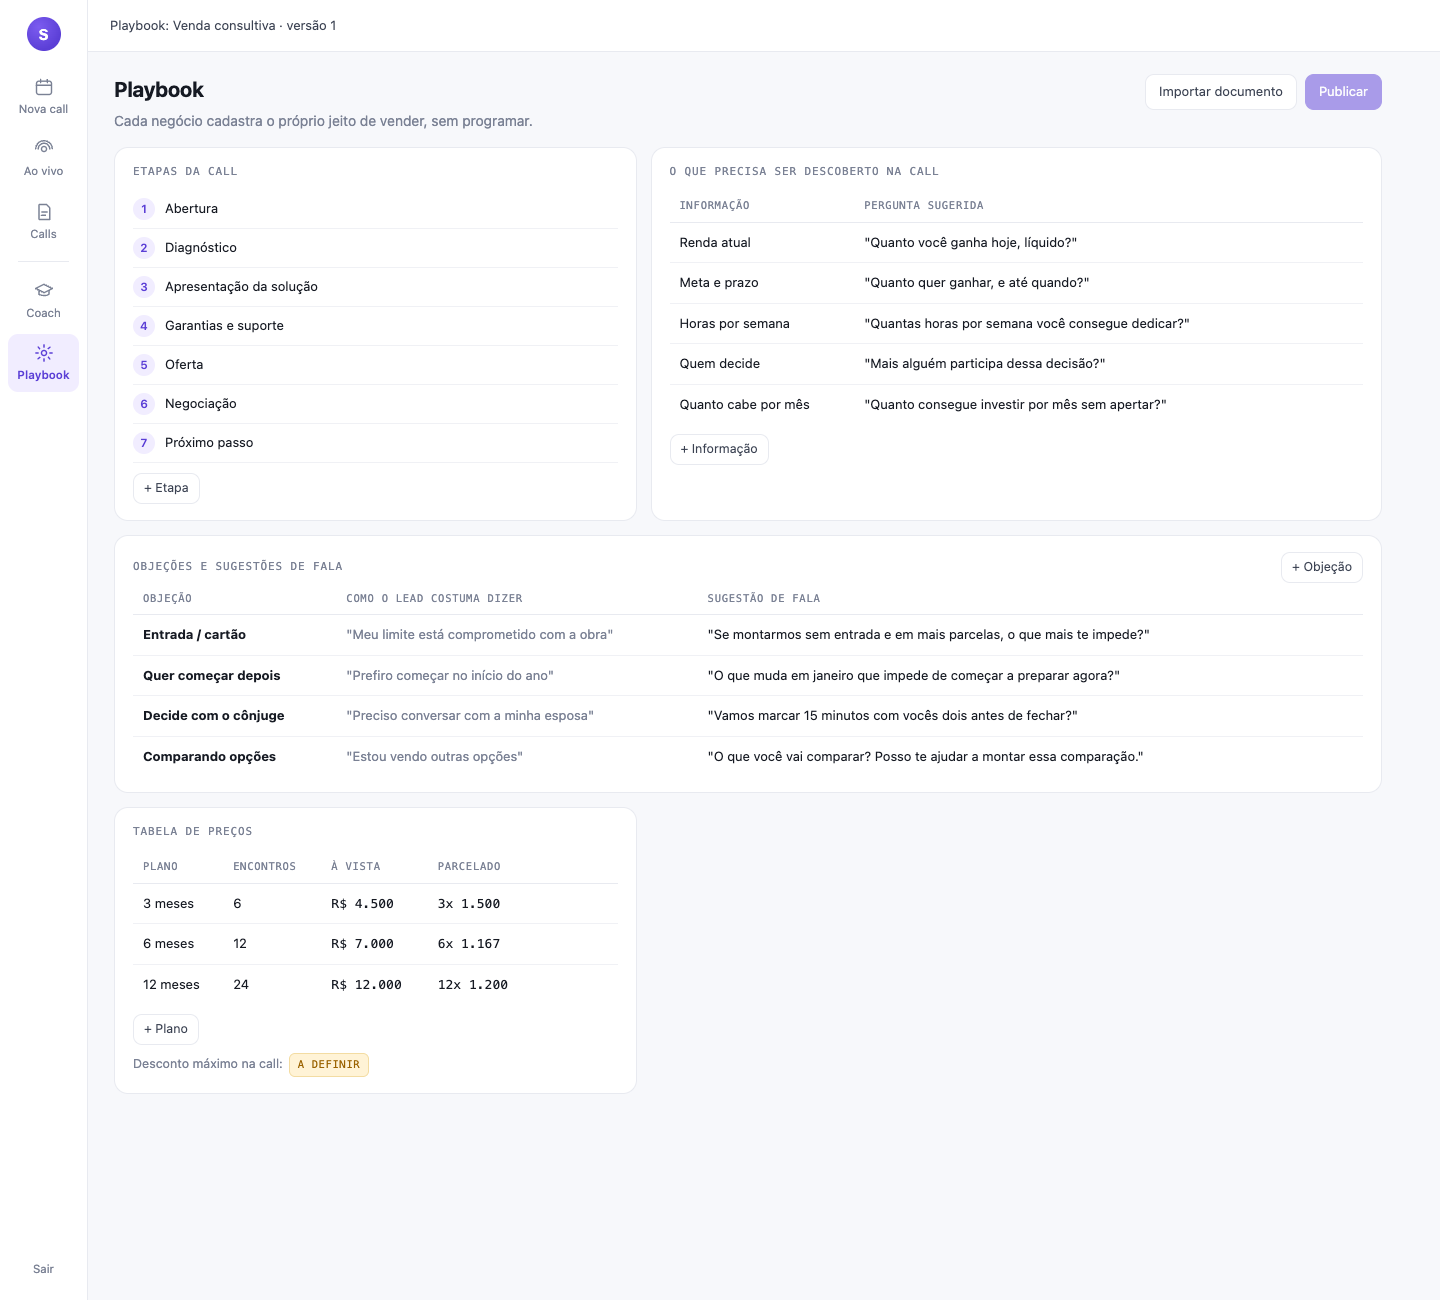 S
Playbook: Venda consultiva · versão 1
Nova call
Ao vivo
Calls
Coach
Playbook
Sair
Playbook
Cada negócio cadastra o próprio jeito de vender, sem programar.
Importar documento
Publicar
ETAPAS DA CALL
1 Abertura
2 Diagnóstico
3 Apresentação da solução
4 Garantias e suporte
5 Oferta
6 Negociação
7 Próximo passo
+ Etapa
O QUE PRECISA SER DESCOBERTO NA CALL
INFORMAÇÃO PERGUNTA SUGERIDA
Renda atual "Quanto você ganha hoje, líquido?"
Meta e prazo "Quanto quer ganhar, e até quando?"
Horas por semana "Quantas horas por semana você consegue dedicar?"
Quem decide "Mais alguém participa dessa decisão?"
Quanto cabe por mês "Quanto consegue investir por mês sem apertar?"
+ Informação
OBJEÇÕES E SUGESTÕES DE FALA
+ Objeção
OBJEÇÃO COMO O LEAD COSTUMA DIZER SUGESTÃO DE FALA
Entrada / cartão "Meu limite está comprometido com a obra" "Se montarmos sem entrada e em mais parcelas, o que mais te impede?"
Quer começar depois "Prefiro começar no início do ano" "O que muda em janeiro que impede de começar a preparar agora?"
Decide com o cônjuge "Preciso conversar com a minha esposa" "Vamos marcar 15 minutos com vocês dois antes de fechar?"
Comparando opções "Estou vendo outras opções" "O que você vai comparar? Posso te ajudar a montar essa comparação."
TABELA DE PREÇOS
PLANO ENCONTROS À VISTA PARCELADO
3 meses 6 R$ 4.500 3x 1.500
6 meses 12 R$ 7.000 6x 1.167
12 meses 24 R$ 12.000 12x 1.200
+ Plano
Desconto máximo na call: A DEFINIR